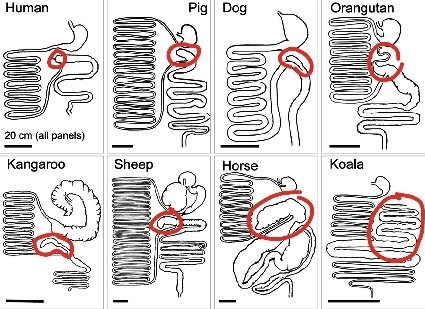 Human
Pig
Dog
Orangutan
20 cm (all panels)
Kangaroo
Sheep
Horse
Koala